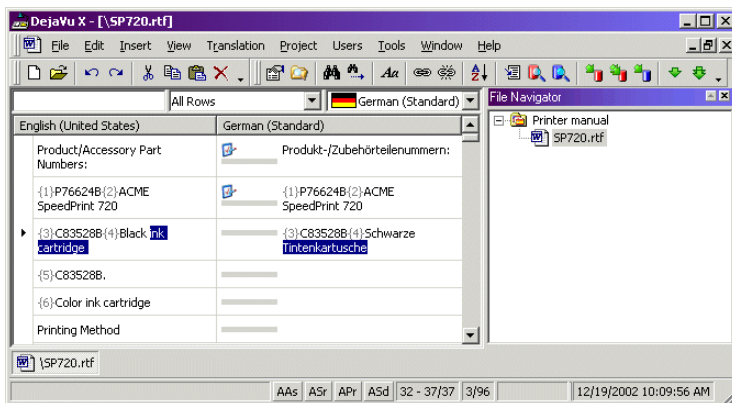 DejaVu X - [\SP720.rtf]
File Edit Insert View Translation Project Users Tools Window Help
All Rows German (Standard) File Navigator
English (United States) German (Standard)
Printer manual
SP720.rtf
Product/Accessory Part Numbers: Produkt-/Zubehörteilenummern:
{1}P76624B{2}ACME SpeedPrint 720 {1}P76624B{2}ACME SpeedPrint 720
{3}C83528B{4}Black ink cartridge {3}C83528B{4}Schwarze Tintenkartusche
{5}C83528B.
{6}Color ink cartridge
Printing Method
\SP720.rtf
AAs ASr APr ASd 32 - 37/37 3/96 12/19/2002 10:09:56 AM